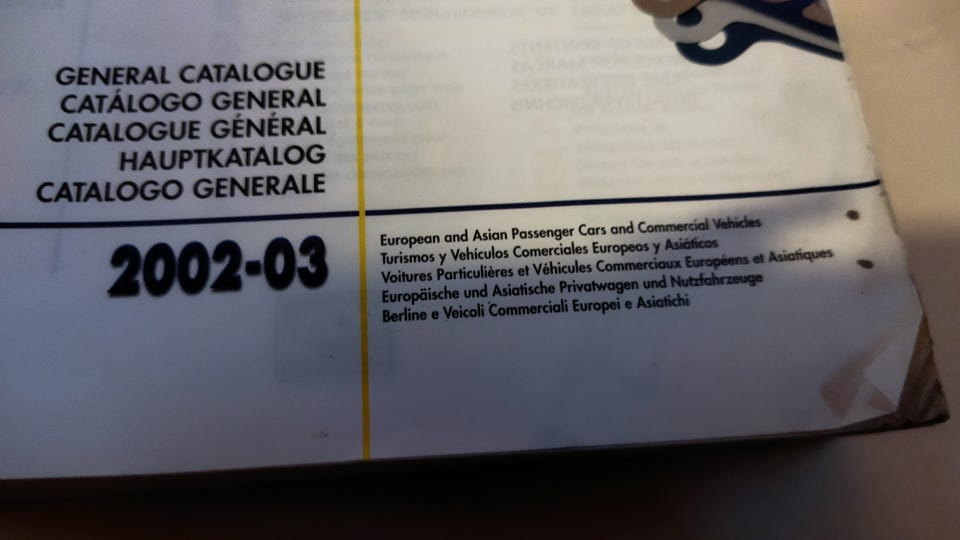 GENERAL CATALOGUE
CATÁLOGO GENERAL
CATALOGUE GÉNÉRAL
HAUPTKATALOG
CATALOGO GENERALE
2002-03
European and Asian Passenger Cars and Commercial Vehicles
Turismos y Vehículos Comerciales Europeos y Asiáticos
Voitures Particulières et Véhicules Commerciaux Européens et Asiatiques
Europäische und Asiatische Privatwagen und Nutzfahrzeuge
Berline e Veicoli Commerciali Europei e Asiatichi